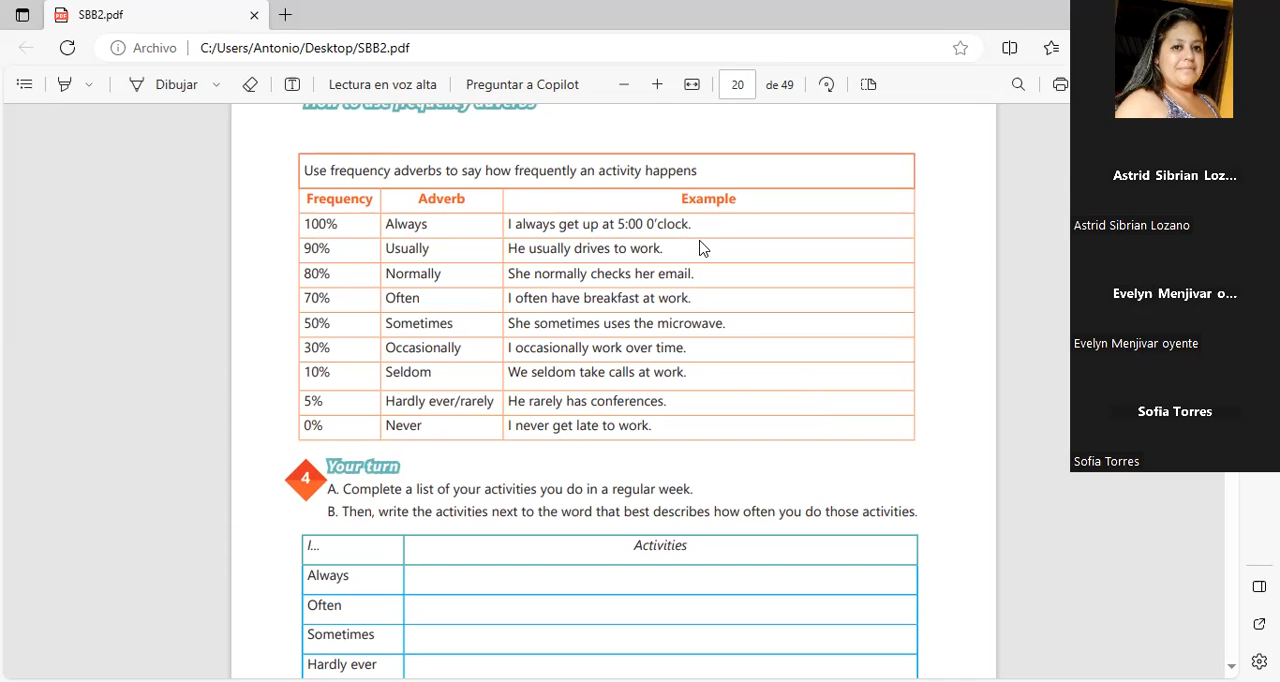 SBB2.pdf
Archivo
C:/Users/Antonio/Desktop/SBB2.pdf
Dibujar
Lectura en voz alta
Preguntar a Copilot
20
de 49
How to use frequency adverbs
Use frequency adverbs to say how frequently an activity happens
Frequency Adverb Example
100% Always I always get up at 5:00 0'clock.
90% Usually He usually drives to work.
80% Normally She normally checks her email.
70% Often I often have breakfast at work.
50% Sometimes She sometimes uses the microwave.
30% Occasionally I occasionally work over time.
10% Seldom We seldom take calls at work.
5% Hardly ever/rarely He rarely has conferences.
0% Never I never get late to work.
4 Your turn
A. Complete a list of your activities you do in a regular week.
B. Then, write the activities next to the word that best describes how often you do those activities.
I... Activities
Always
Often
Sometimes
Hardly ever
Astrid Sibrian Loz...
Astrid Sibrian Lozano
Evelyn Menjivar o...
Evelyn Menjivar oyente
Sofia Torres
Sofia Torres